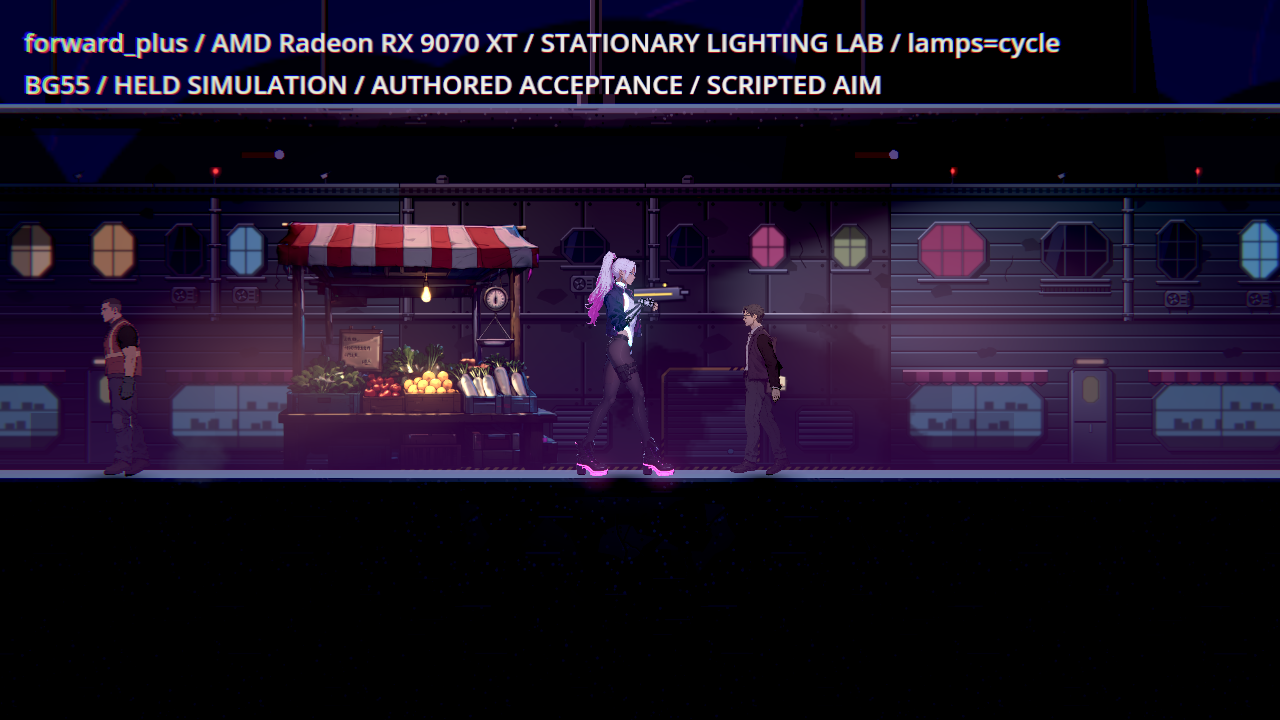 forward_plus / AMD Radeon RX 9070 XT / STATIONARY LIGHTING LAB / lamps=cycle
BG55 / HELD SIMULATION / AUTHORED ACCEPTANCE / SCRIPTED AIM